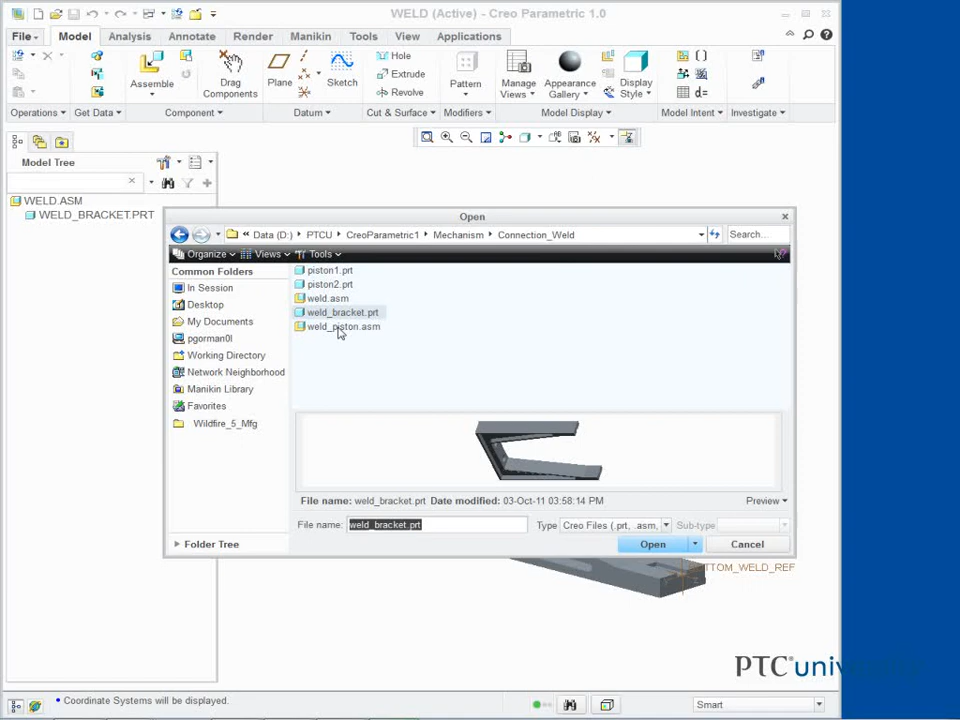 WELD (Active) - Creo Parametric 1.0
File
Model
Analysis
Annotate
Render
Manikin
Tools
View
Applications
Assemble
Drag
Components
Plane
Sketch
Hole
Extrude
Revolve
Pattern
Manage
Views
Appearance
Gallery
Display
Style
d=
Operations
Get Data
Component
Datum
Cut & Surface
Modifiers
Model Display
Model Intent
Investigate
Model Tree
WELD.ASM
WELD_BRACKET.PRT
Open
Data (D:)
PTCU
CreoParametric1
Mechanism
Connection_Weld
Search...
Organize
Views
Tools
Common Folders
In Session
Desktop
My Documents
pgorman0l
Working Directory
Network Neighborhood
Manikin Library
Favorites
Wildfire_5_Mfg
piston1.prt
piston2.prt
weld.asm
weld_bracket.prt
weld_piston.asm
File name: weld_bracket.prt Date modified: 03-Oct-11 03:58:14 PM
Preview
File name: weld_bracket.prt
Type Creo Files (.prt, .asm,
Sub-type
Folder Tree
Open
Cancel
TTOM_WELD_REF
PTC univer
• Coordinate Systems will be displayed.
Smart